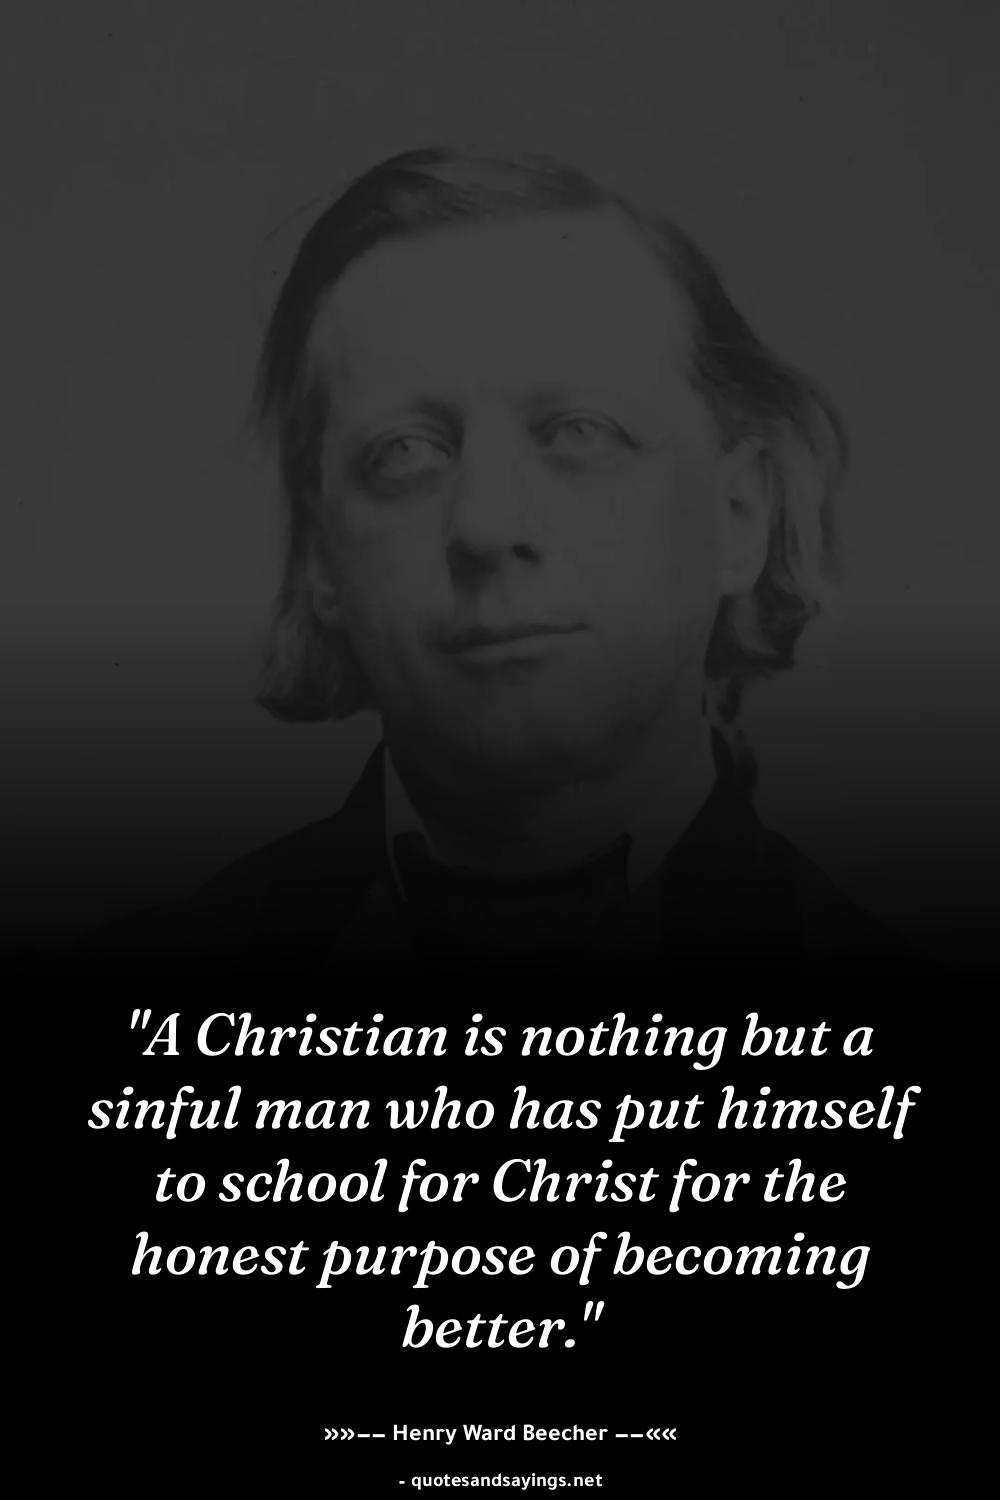 "A Christian is nothing but a
sinful man who has put himself
to school for Christ for the
honest purpose of becoming
better."
»»−− Henry Ward Beecher −−««
- quotesandsayings.net